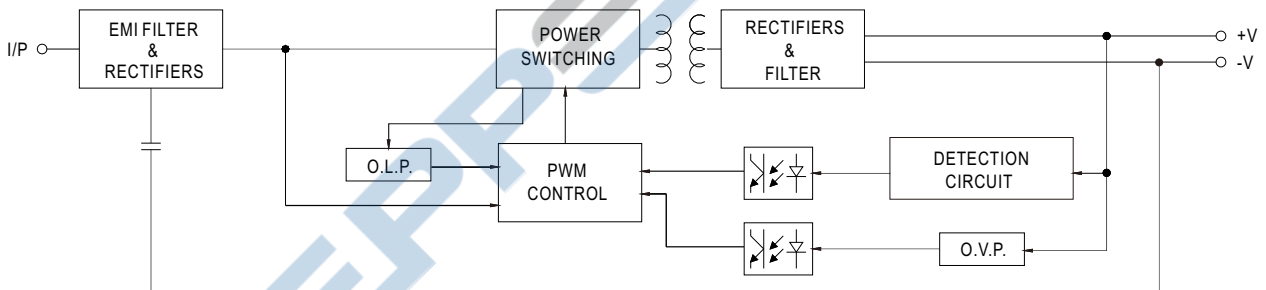 I/P
EMI FILTER
&
RECTIFIERS
POWER
SWITCHING
RECTIFIERS
&
FILTER
+V
-V
O.L.P.
PWM
CONTROL
DETECTION
CIRCUIT
O.V.P.